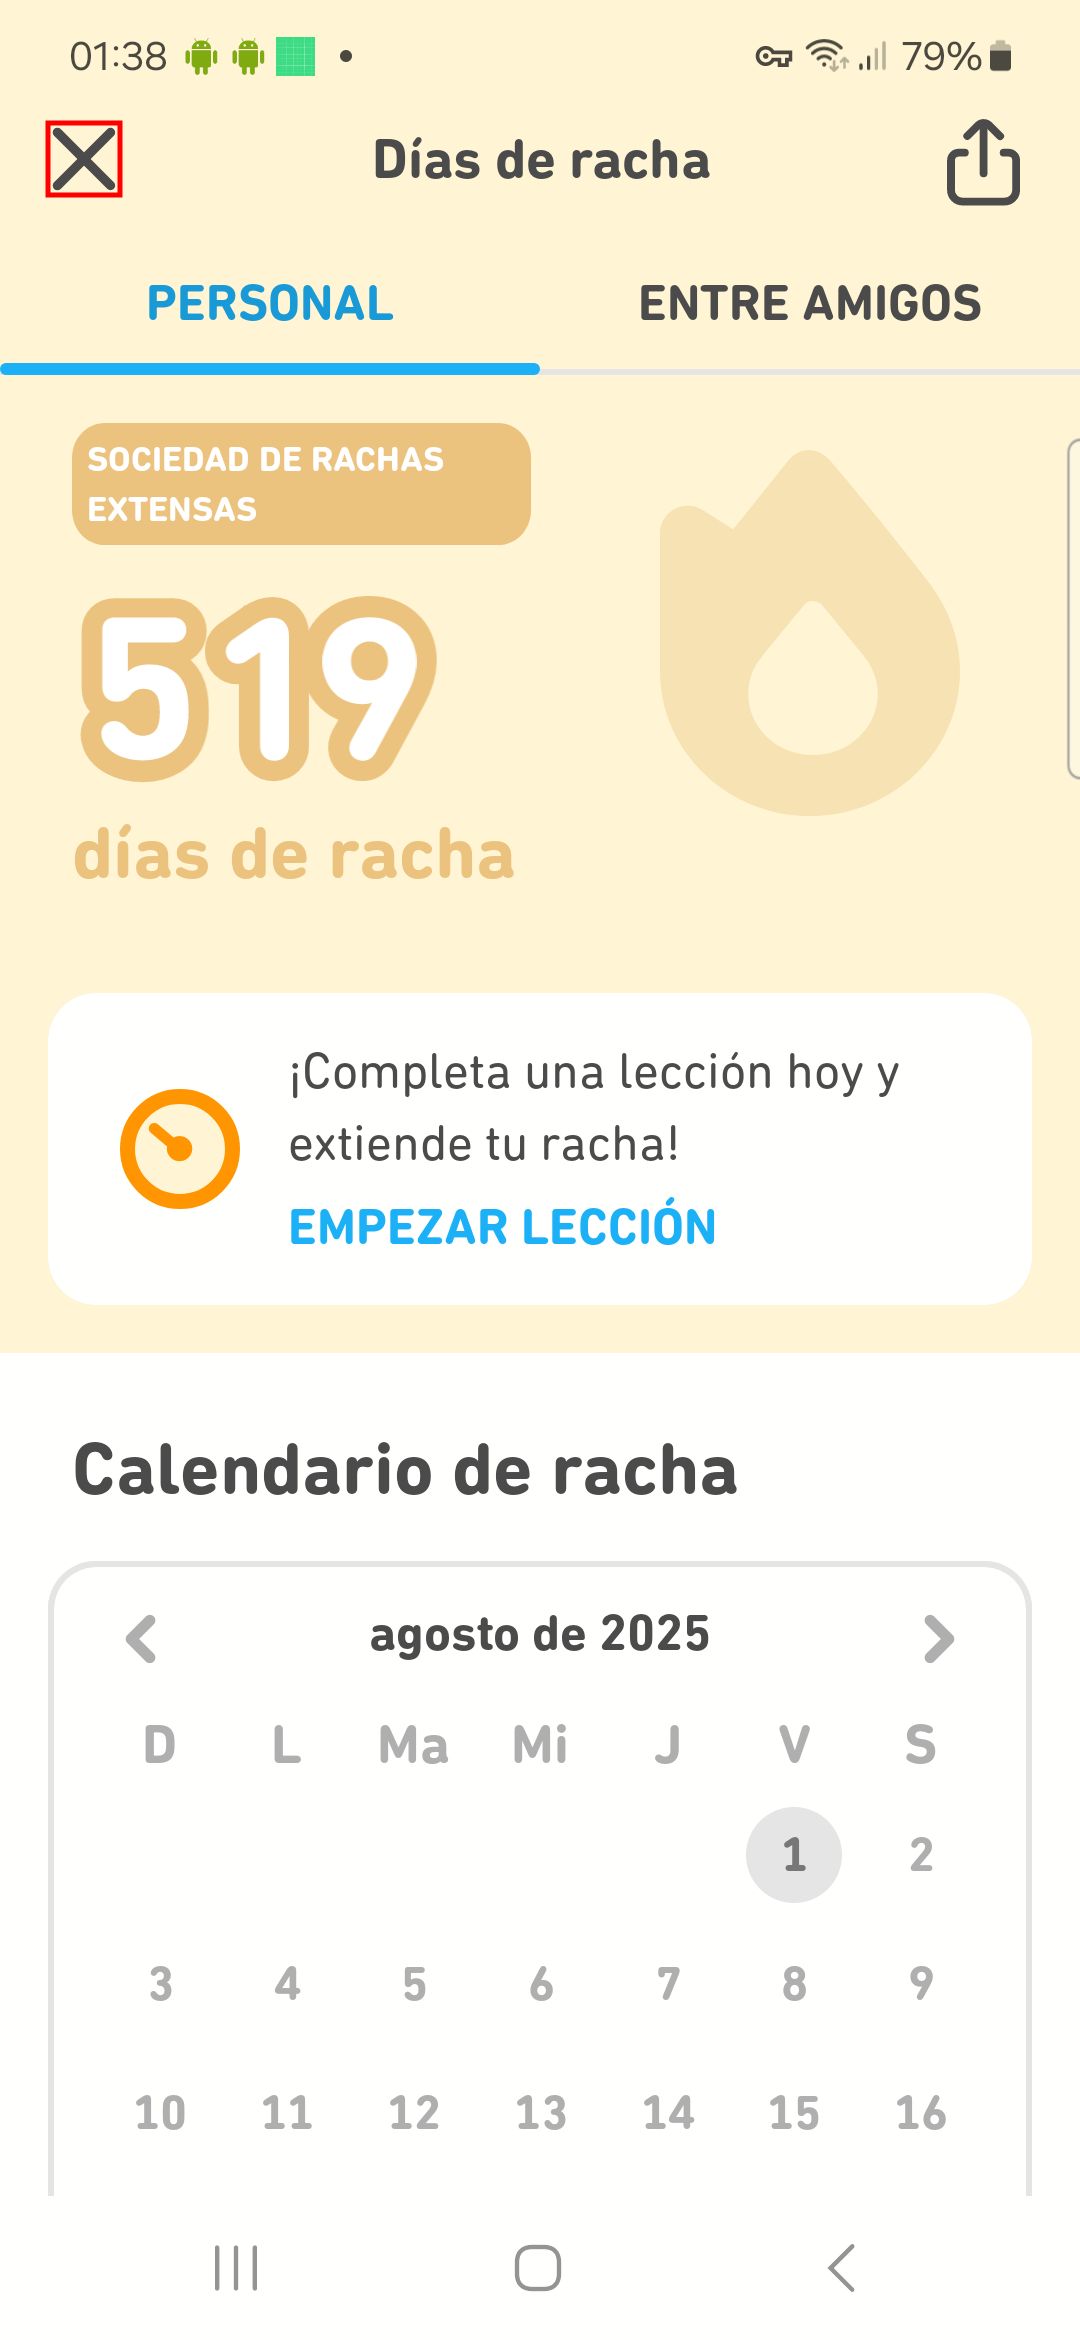 01:38
79%
Días de racha
PERSONAL
ENTRE AMIGOS
SOCIEDAD DE RACHAS
EXTENSAS
519
días de racha
¡Completa una lección hoy y
extiende tu racha!
EMPEZAR LECCIÓN
Calendario de racha
agosto de 2025
D L Ma Mi J V S
1 2
3 4 5 6 7 8 9
10 11 12 13 14 15 16